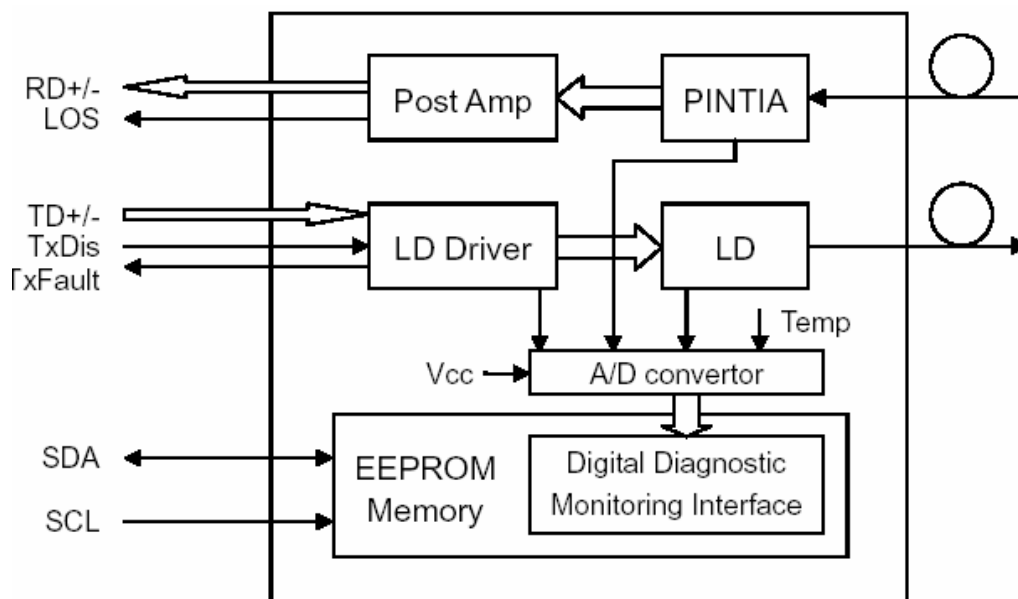 RD+/-
LOS
Post Amp
PINTIA
TD+/-
TxDis
TxFault
LD Driver
LD
Temp
Vcc
A/D convertor
SDA
SCL
EEPROM
Memory
Digital Diagnostic
Monitoring Interface